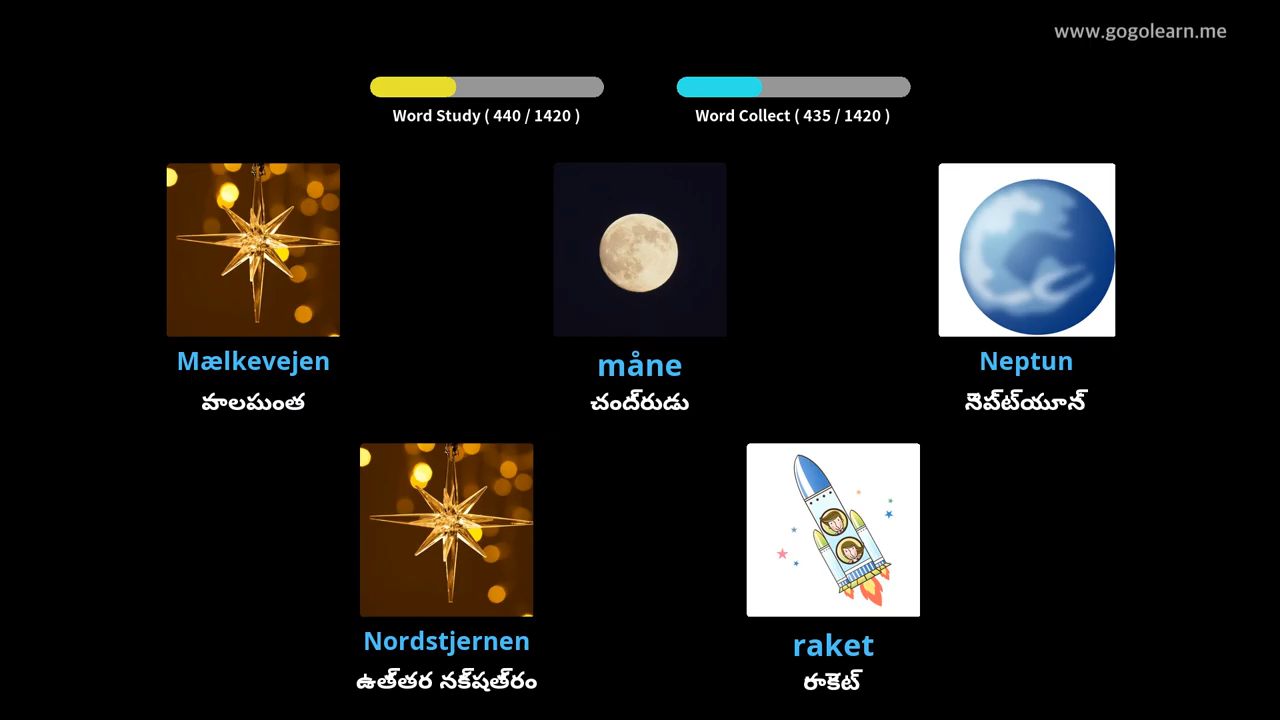 www.gogolearn.me
Word Study ( 440 / 1420 )
Word Collect ( 435 / 1420 )
Mælkevejen
måne
Neptun
పాలపుంత
చంద్రుడు
నెప్ట్యూన్
Nordstjernen
raket
ఉత్తర నక్షత్రం
రాకెట్